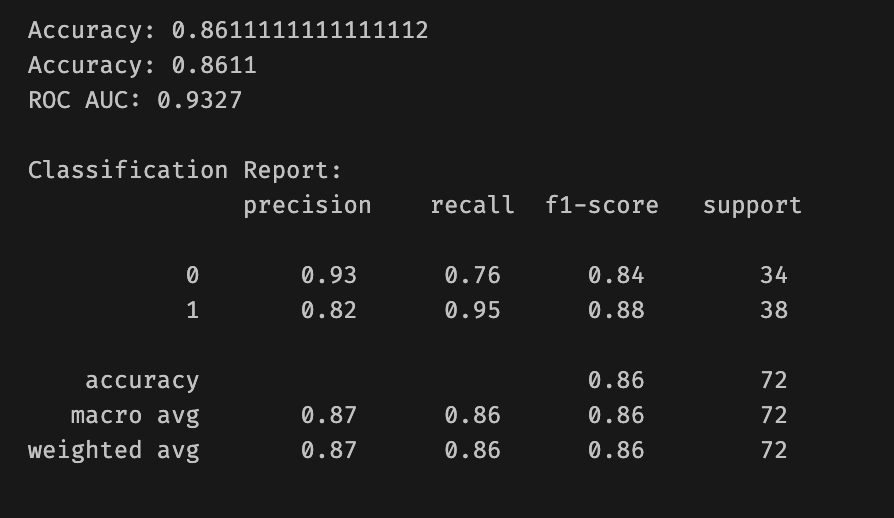 Accuracy: 0.8611111111111112
Accuracy: 0.8611
ROC AUC: 0.9327
Classification Report:
precision recall f1-score support
0 0.93 0.76 0.84 34
1 0.82 0.95 0.88 38
accuracy 0.86 72
macro avg 0.87 0.86 0.86 72
weighted avg 0.87 0.86 0.86 72